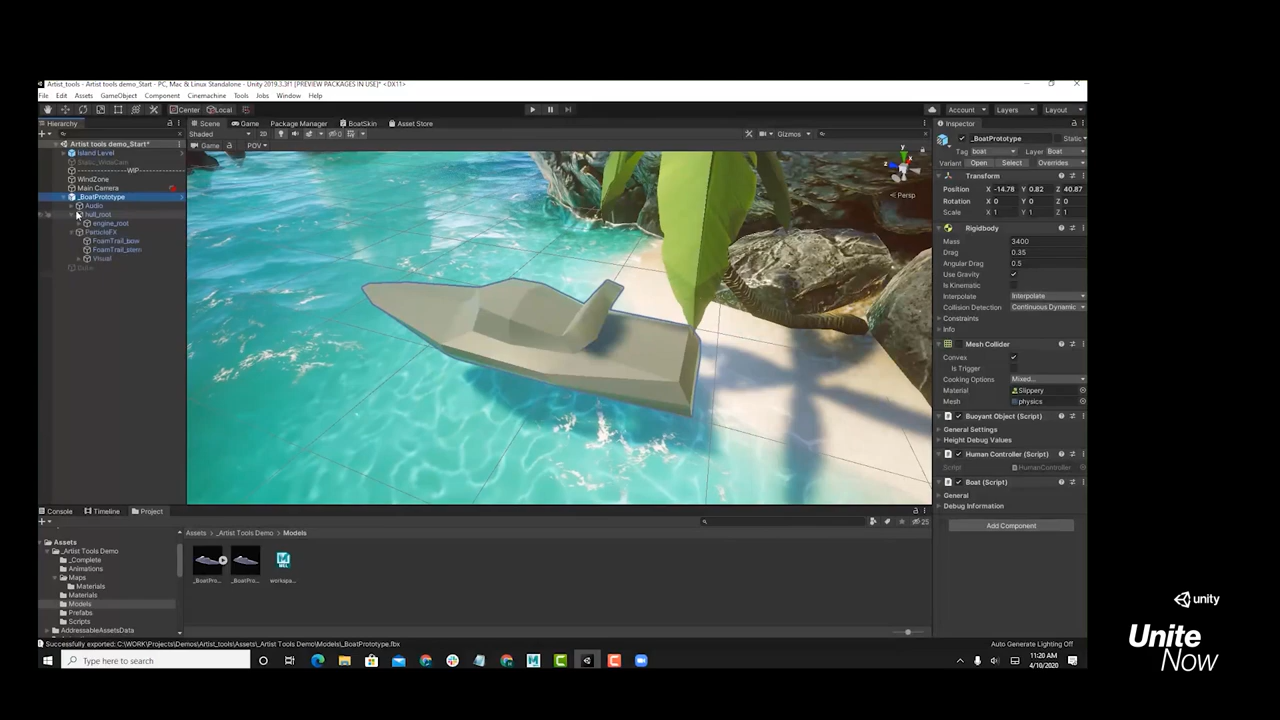 Artist_tools - Artist tools demo_Start - PC, Mac & Linux Standalone - Unity 2019.3.3f1 [PREVIEW PACKAGES IN USE]* <DX11>
File Edit Assets GameObject Component Cinemachine Tools Jobs Window Help
Center Local Account Layers Layout
Hierarchy Scene Game Package Manager BoatSkin Asset Store Inspector
Shaded 2D Gizmos
Game POV
Artist tools demo_Start*
Island Level
Static_WideCam
WIP
WindZone
Main Camera
_BoatPrototype
Audio
hull_root
engine_root
ParticleFX
FoamTrail_bow
FoamTrail_stern
Visual
y
z
Persp
_BoatPrototype Static
Tag boat Layer Boat
Variant Open Select Overrides
Transform
Position X -14.78 Y 0.82 Z 40.87
Rotation X 0 Y 0 Z 0
Scale X 1 Y 1 Z 1
Rigidbody
Mass 3400
Drag 0.35
Angular Drag 0.5
Use Gravity
Is Kinematic
Interpolate Interpolate
Collision Detection Continuous Dynamic
Constraints
Info
Mesh Collider
Convex
Is Trigger
Cooking Options Mixed...
Material Slippery
Mesh physics
Buoyant Object (Script)
General Settings
Height Debug Values
Human Controller (Script)
Script HumanController
Boat (Script)
General
Debug Information
Add Component
Console Timeline Project
25
Assets
_Artist Tools Demo
_Complete
Animations
Maps
Materials
Materials
Models
Prefabs
Scripts
AddressableAssetsData
Assets > _Artist Tools Demo > Models
_BoatPro... _BoatPro... workspa...
Successfully exported: C:\WORK\Projects\Demos\Artist_tools\Assets\_Artist Tools Demo\Models\_BoatPrototype.fbx
Auto Generate Lighting Off
Type here to search
11:20 AM
4/10/2020
unity
Unite
Now